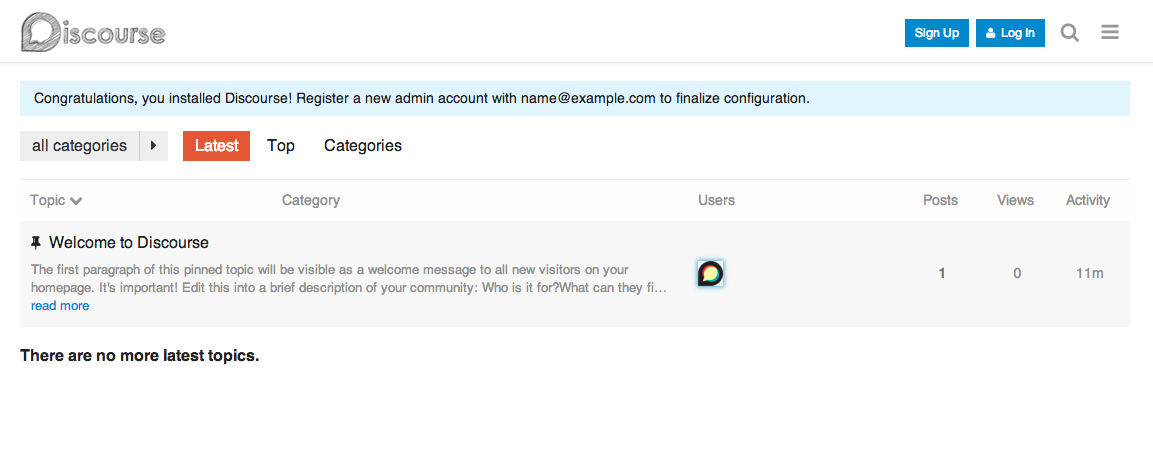 Discourse
Sign Up
Log In
Congratulations, you installed Discourse! Register a new admin account with name@example.com to finalize configuration.
all categories
Latest
Top
Categories
Topic
Category
Users
Posts
Views
Activity
Welcome to Discourse
The first paragraph of this pinned topic will be visible as a welcome message to all new visitors on your
homepage. It's important! Edit this into a brief description of your community: Who is it for?What can they fi…
read more
1
0
11m
There are no more latest topics.